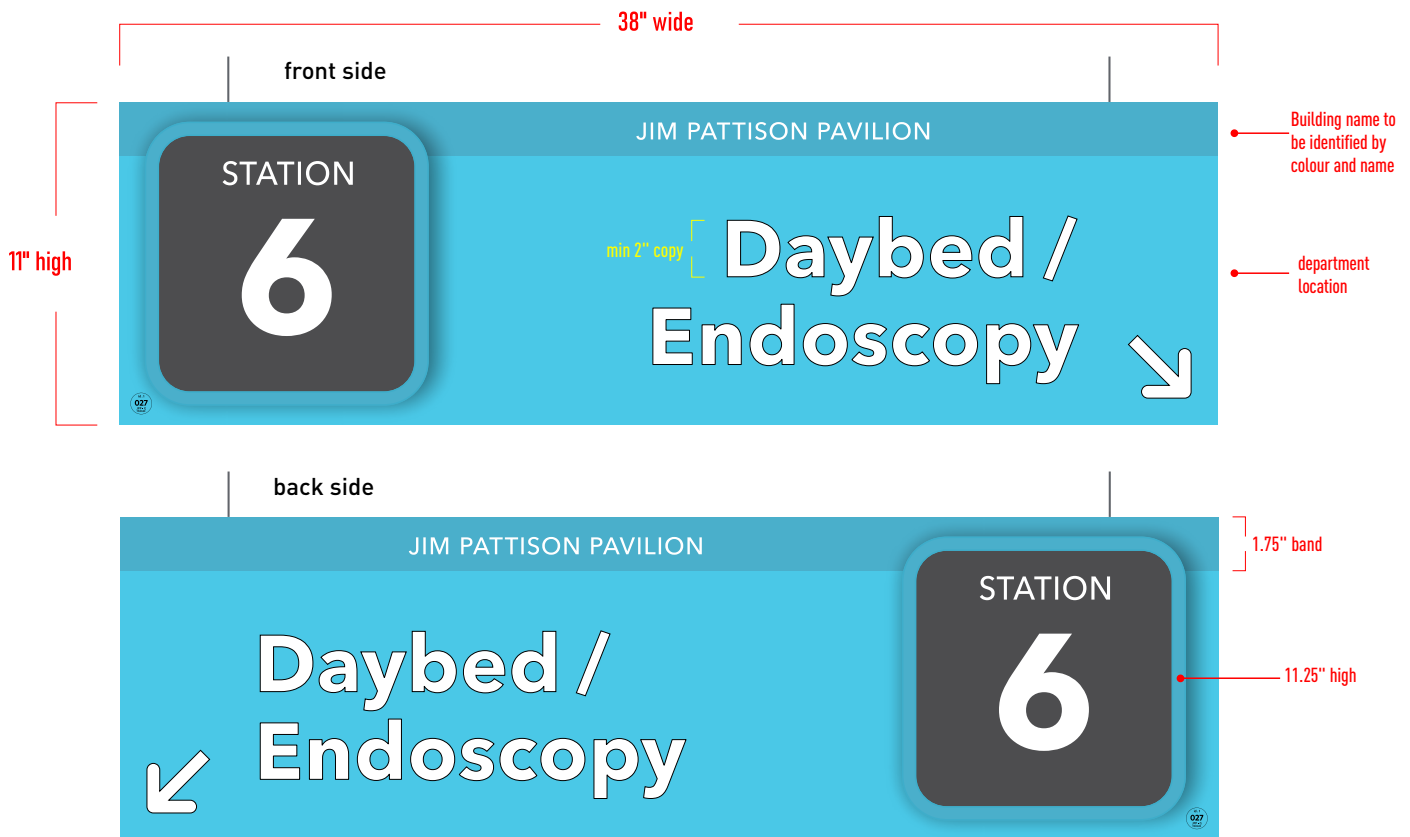 38" wide
front side
JIM PATTISON PAVILION
Building name to
be identified by
colour and name
STATION
6
11" high
min 2" copy
Daybed /
Endoscopy
department
location
027
back side
JIM PATTISON PAVILION
1.75" band
STATION
6
Daybed /
Endoscopy
11.25" high
027